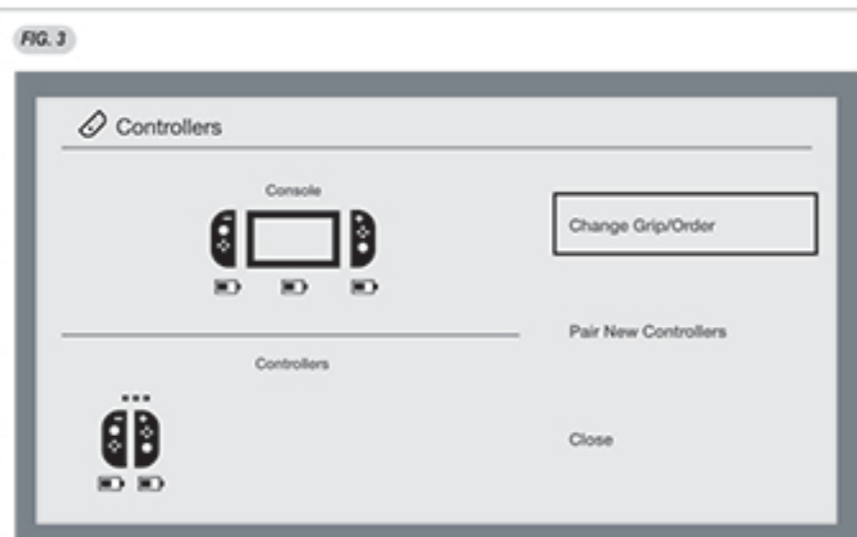 FIG. 3
Controllers
Console
Change Grip/Order
Pair New Controllers
Controllers
Close